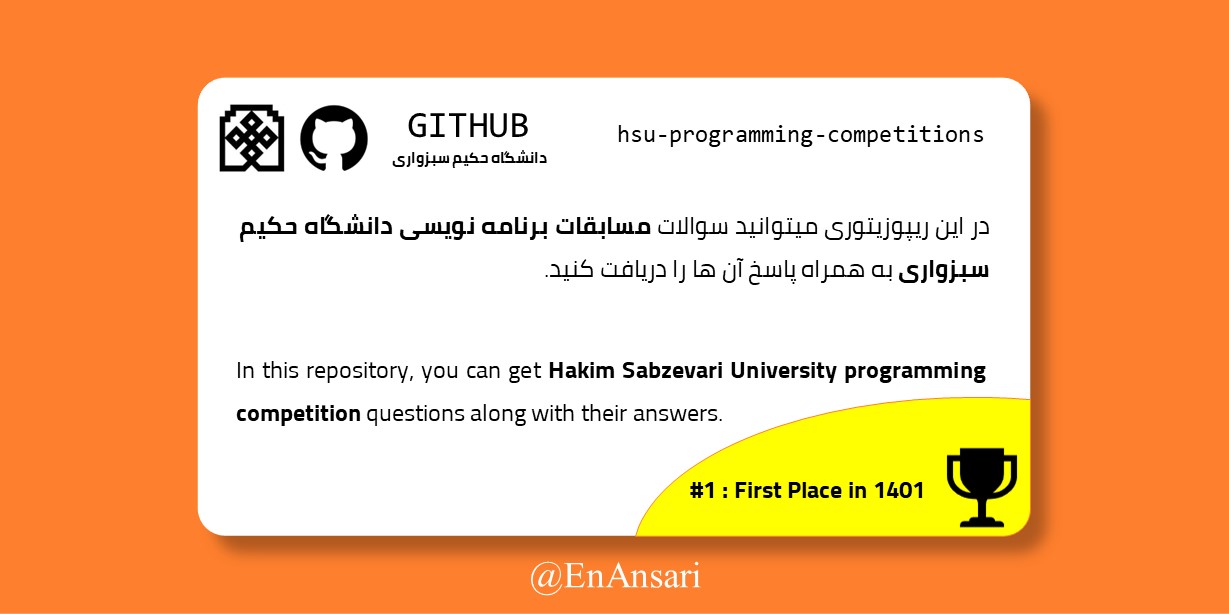 GITHUB
دانشگاه حکیم سبزواری
hsu-programming-competitions
در این ریپوزیتوری میتوانید سوالات مسابقات برنامه نویسی دانشگاه حکیم
سبزواری به همراه پاسخ آن ها را دریافت کنید.
In this repository, you can get Hakim Sabzevari University programming
competition questions along with their answers.
#1 : First Place in 1401
@EnAnsari